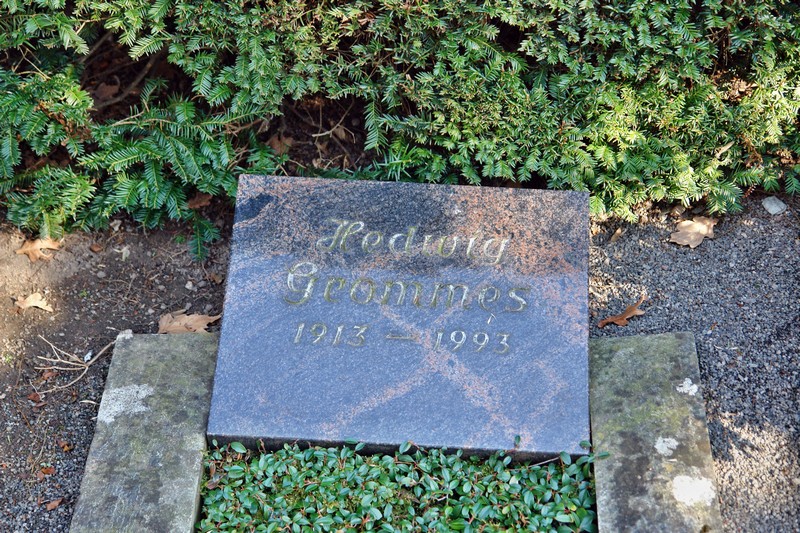 Hedwig
Grommes
1913 – 1993